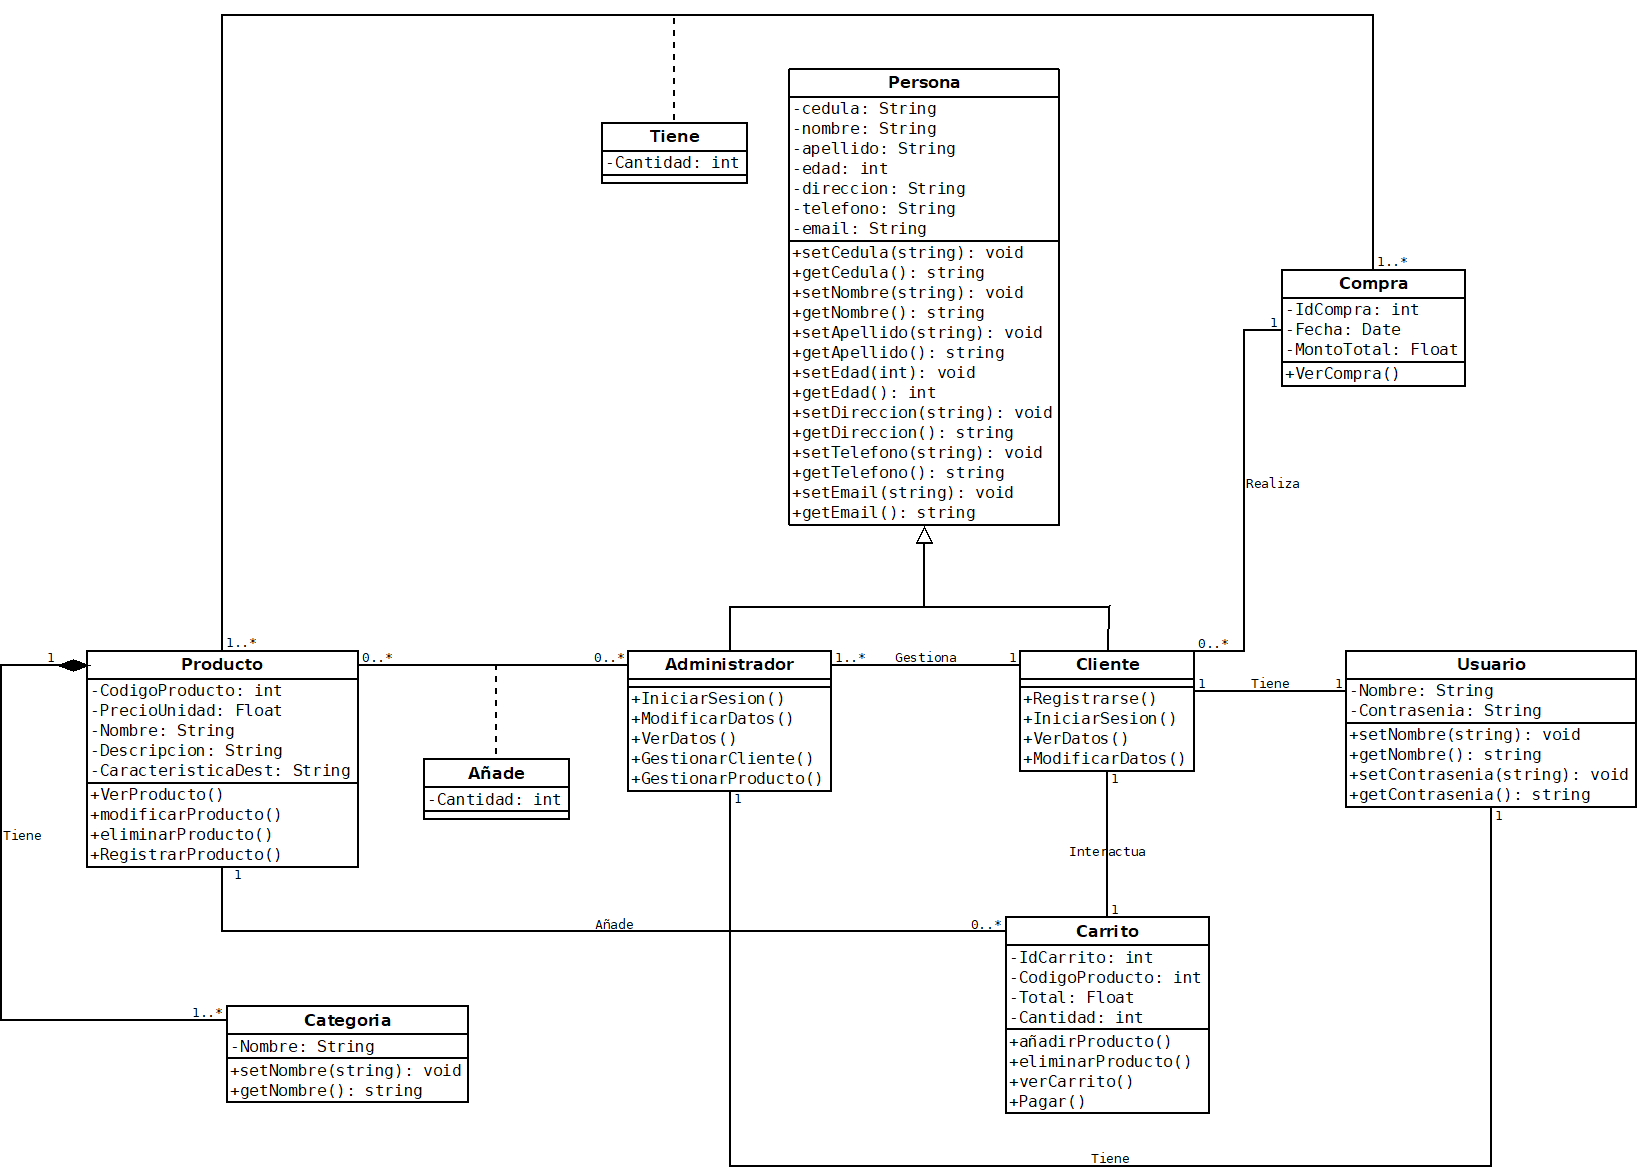 Persona
-cedula: String
-nombre: String
-apellido: String
-edad: int
-direccion: String
-telefono: String
-email: String
+setCedula(string): void
+getCedula(): string
+setNombre(string): void
+getNombre(): string
+setApellido(string): void
+getApellido(): string
+setEdad(int): void
+getEdad(): int
+setDireccion(string): void
+getDireccion(): string
+setTelefono(string): void
+getTelefono(): string
+setEmail(string): void
+getEmail(): string
Tiene
-Cantidad: int
1..*
Compra
-IdCompra: int
-Fecha: Date
-MontoTotal: Float
+VerCompra()
1
Realiza
0..*
1..*
1
Producto
-CodigoProducto: int
-PrecioUnidad: Float
-Nombre: String
-Descripcion: String
-CaracteristicaDest: String
+VerProducto()
+modificarProducto()
+eliminarProducto()
+RegistrarProducto()
0..*
0..*
Añade
-Cantidad: int
Administrador
+IniciarSesion()
+ModificarDatos()
+VerDatos()
+GestionarCliente()
+GestionarProducto()
1..*
Gestiona
1
Cliente
+Registrarse()
+IniciarSesion()
+VerDatos()
+ModificarDatos()
1
Tiene
1
Usuario
-Nombre: String
-Contrasenia: String
+setNombre(string): void
+getNombre(): string
+setContrasenia(string): void
+getContrasenia(): string
1
1
1
Interactua
1
Tiene
1
Añade
0..*
Carrito
-IdCarrito: int
-CodigoProducto: int
-Total: Float
-Cantidad: int
+añadirProducto()
+eliminarProducto()
+verCarrito()
+Pagar()
1..*
Categoria
-Nombre: String
+setNombre(string): void
+getNombre(): string
Tiene